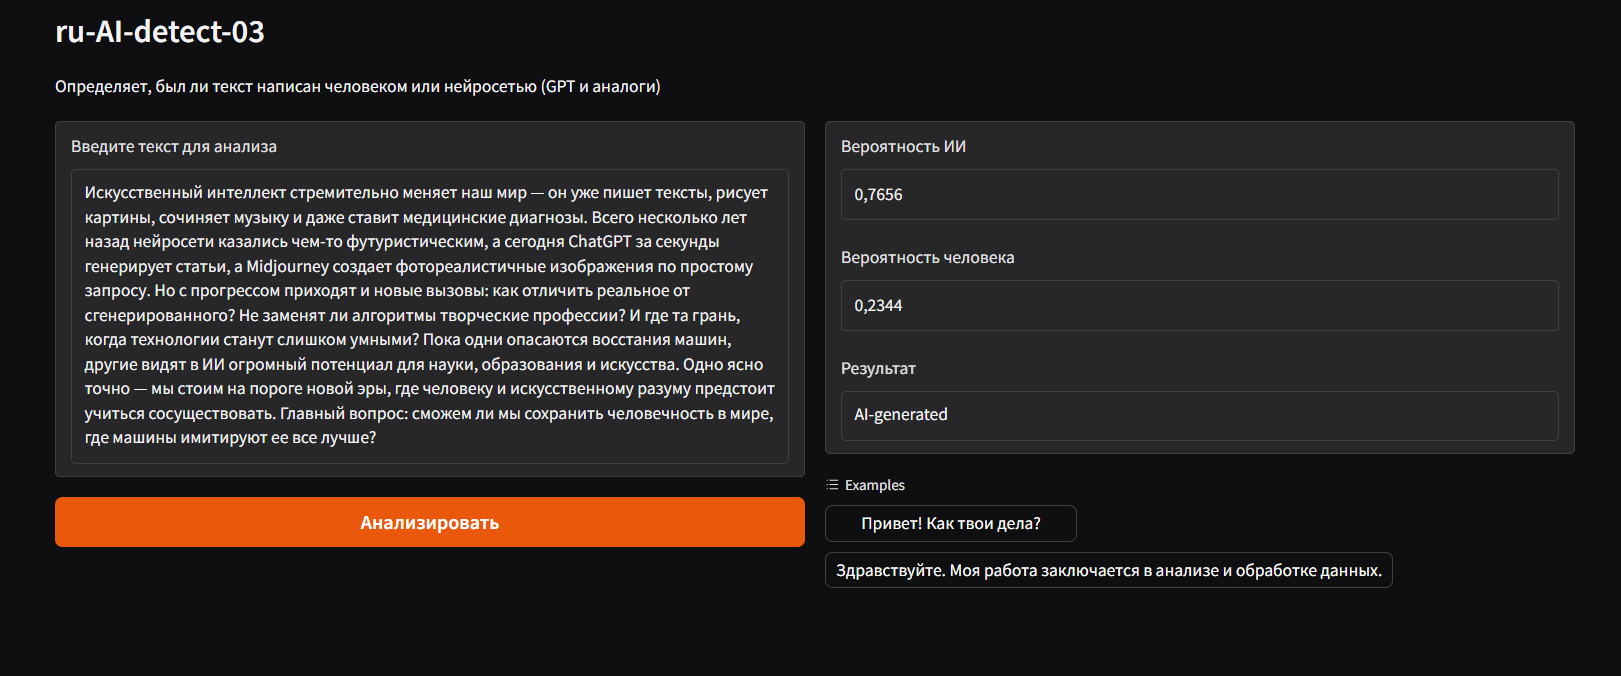 ru-AI-detect-03
Определяет, был ли текст написан человеком или нейросетью (GPT и аналоги)
Введите текст для анализа
Искусственный интеллект стремительно меняет наш мир — он уже пишет тексты, рисует
картины, сочиняет музыку и даже ставит медицинские диагнозы. Всего несколько лет
назад нейросети казались чем-то футуристическим, а сегодня ChatGPT за секунды
генерирует статьи, а Midjourney создает фотореалистичные изображения по простому
запросу. Но с прогрессом приходят и новые вызовы: как отличить реальное от
сгенерированного? Не заменят ли алгоритмы творческие профессии? И где та грань,
когда технологии станут слишком умными? Пока одни опасаются восстания машин,
другие видят в ИИ огромный потенциал для науки, образования и искусства. Одно ясно
точно — мы стоим на пороге новой эры, где человеку и искусственному разуму предстоит
учиться сосуществовать. Главный вопрос: сможем ли мы сохранить человечность в мире,
где машины имитируют ее все лучше?
Анализировать
Вероятность ИИ
0,7656
Вероятность человека
0,2344
Результат
AI-generated
Examples
Привет! Как твои дела?
Здравствуйте. Моя работа заключается в анализе и обработке данных.